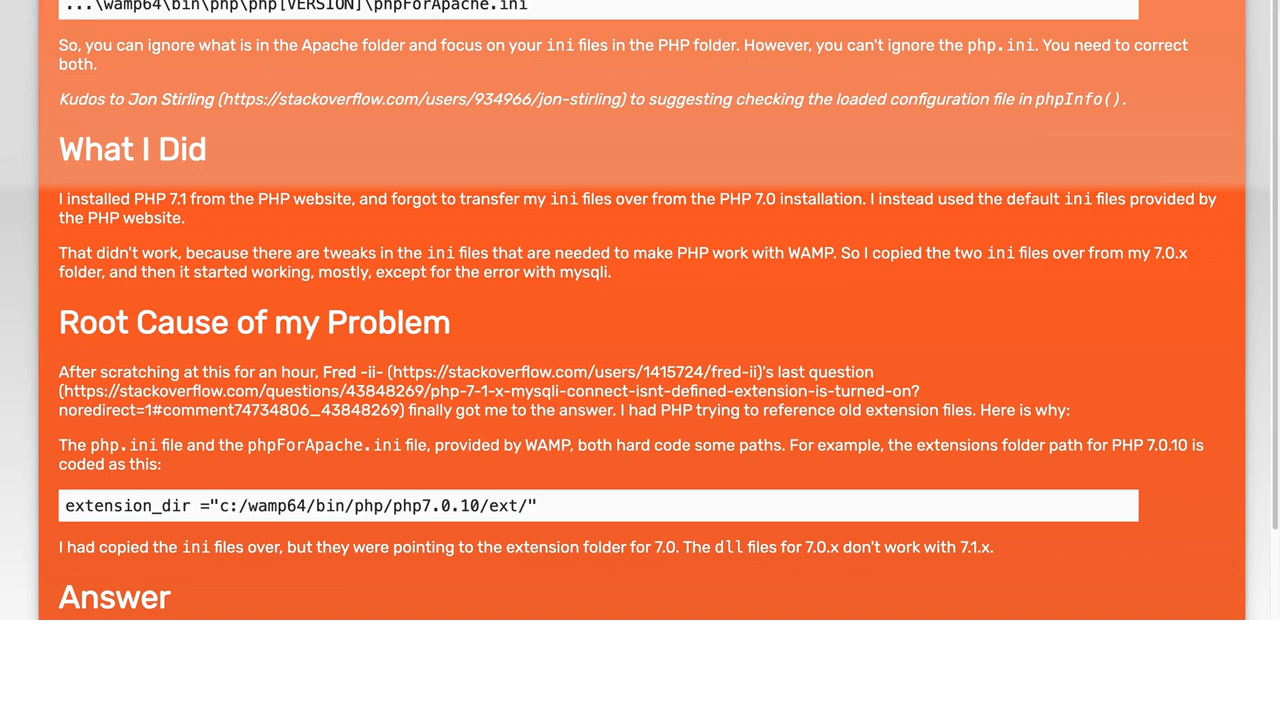 ...\wamp64\bin\php\php[VERSION]\phpForApache.ini
So, you can ignore what is in the Apache folder and focus on your ini files in the PHP folder. However, you can't ignore the php.ini. You need to correct
both.
Kudos to Jon Stirling (https://stackoverflow.com/users/934966/jon-stirling) to suggesting checking the loaded configuration file in phpInfo().
What I Did
I installed PHP 7.1 from the PHP website, and forgot to transfer my ini files over from the PHP 7.0 installation. I instead used the default ini files provided by
the PHP website.
That didn't work, because there are tweaks in the ini files that are needed to make PHP work with WAMP. So I copied the two ini files over from my 7.0.x
folder, and then it started working, mostly, except for the error with mysqli.
Root Cause of my Problem
After scratching at this for an hour, Fred -ii- (https://stackoverflow.com/users/1415724/fred-ii)'s last question
(https://stackoverflow.com/questions/43848269/php-7-1-x-mysqli-connect-isnt-defined-extension-is-turned-on?
noredirect=1#comment74734806_43848269) finally got me to the answer. I had PHP trying to reference old extension files. Here is why:
The php.ini file and the phpForApache.ini file, provided by WAMP, both hard code some paths. For example, the extensions folder path for PHP 7.0.10 is
coded as this:
extension_dir ="c:/wamp64/bin/php/php7.0.10/ext/"
I had copied the ini files over, but they were pointing to the extension folder for 7.0. The dll files for 7.0.x don't work with 7.1.x.
Answer